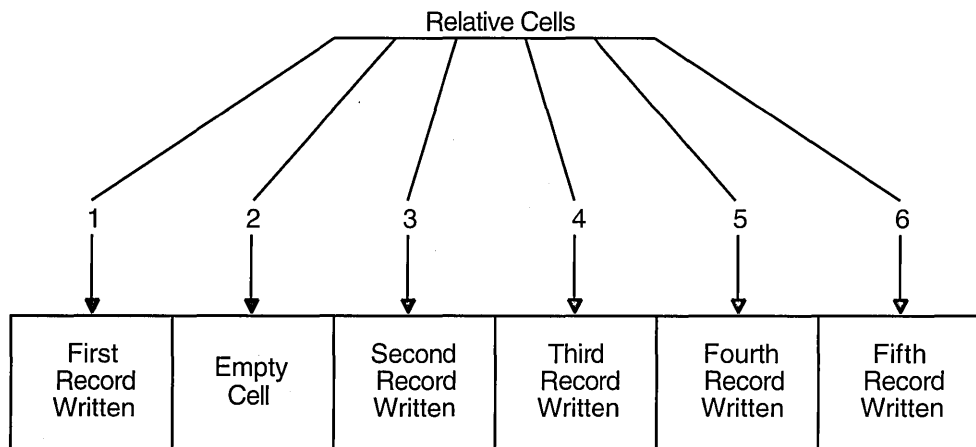 Relative Cells
1 2 3 4 5 6
First
Record
Written
Empty
Cell
Second
Record
Written
Third
Record
Written
Fourth
Record
Written
Fifth
Record
Written